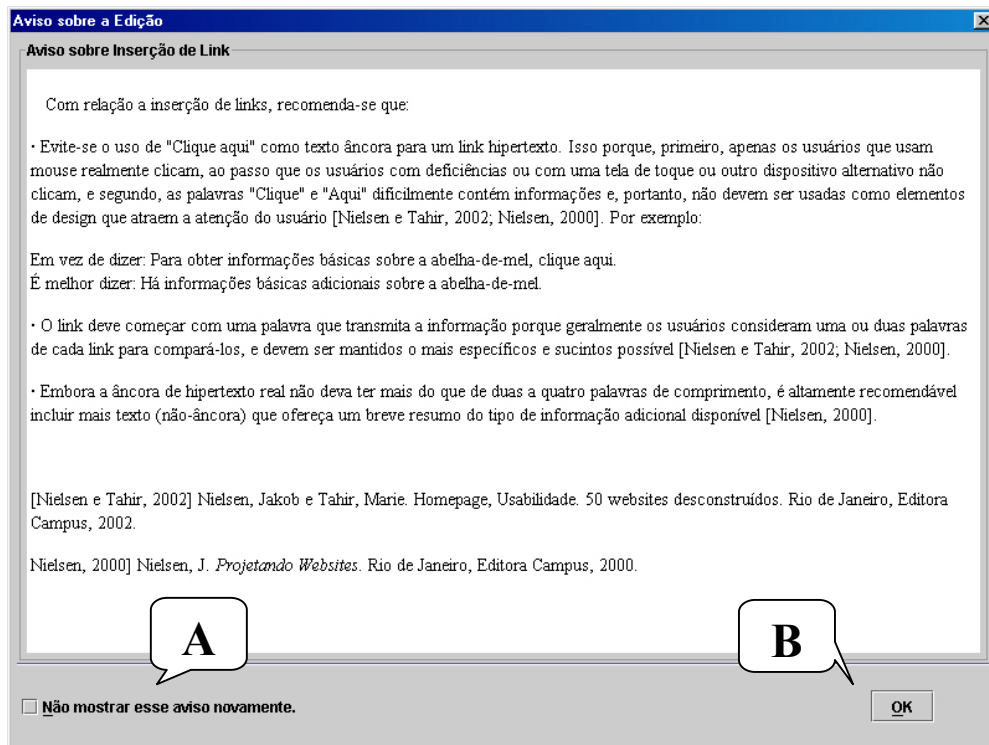 Aviso sobre a Edição
Aviso sobre Inserção de Link
Com relação a inserção de links, recomenda-se que:
· Evite-se o uso de "Clique aqui" como texto âncora para um link hipertexto. Isso porque, primeiro, apenas os usuários que usam
mouse realmente clicam, ao passo que os usuários com deficiências ou com uma tela de toque ou outro dispositivo alternativo não
clicam, e segundo, as palavras "Clique" e "Aqui" dificilmente contém informações e, portanto, não devem ser usadas como elementos
de design que atraem a atenção do usuário [Nielsen e Tahir, 2002; Nielsen, 2000]. Por exemplo:
Em vez de dizer: Para obter informações básicas sobre a abelha-de-mel, clique aqui.
É melhor dizer: Há informações básicas adicionais sobre a abelha-de-mel.
· O link deve começar com uma palavra que transmita a informação porque geralmente os usuários consideram uma ou duas palavras
de cada link para compará-los, e devem ser mantidos o mais específicos e sucintos possível [Nielsen e Tahir, 2002; Nielsen, 2000].
· Embora a âncora de hipertexto real não deva ter mais do que de duas a quatro palavras de comprimento, é altamente recomendável
incluir mais texto (não-âncora) que ofereça um breve resumo do tipo de informação adicional disponível [Nielsen, 2000].
[Nielsen e Tahir, 2002] Nielsen, Jakob e Tahir, Marie. Homepage, Usabilidade. 50 websites desconstruídos. Rio de Janeiro, Editora
Campus, 2002.
Nielsen, 2000] Nielsen, J. Projetando Websites. Rio de Janeiro, Editora Campus, 2000.
A
B
Não mostrar esse aviso novamente.
OK